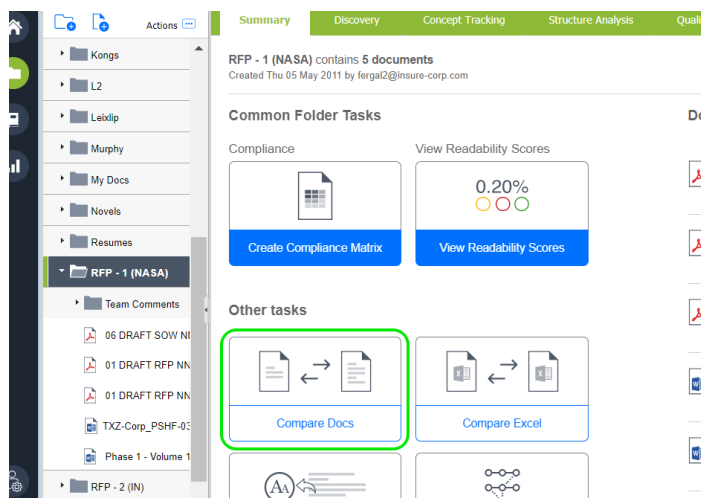 Actions
Kongs
L2
Leixlip
Murphy
My Docs
Novels
Resumes
RFP - 1 (NASA)
Team Comments
06 DRAFT SOW
01 DRAFT RFP NN
01 DRAFT RFP NN
TXZ-Corp_PSHF-03
Phase 1 - Volume 1
RFP - 2 (IN)
Summary
Discovery
Concept Tracking
Structure Analysis
Quali
RFP - 1 (NASA) contains 5 documents
Created Thu 05 May 2011 by fergal2@insure-corp.com
Common Folder Tasks
Compliance
View Readability Scores
0.20%
Create Compliance Matrix
View Readability Scores
Other tasks
Compare Docs
Compare Excel